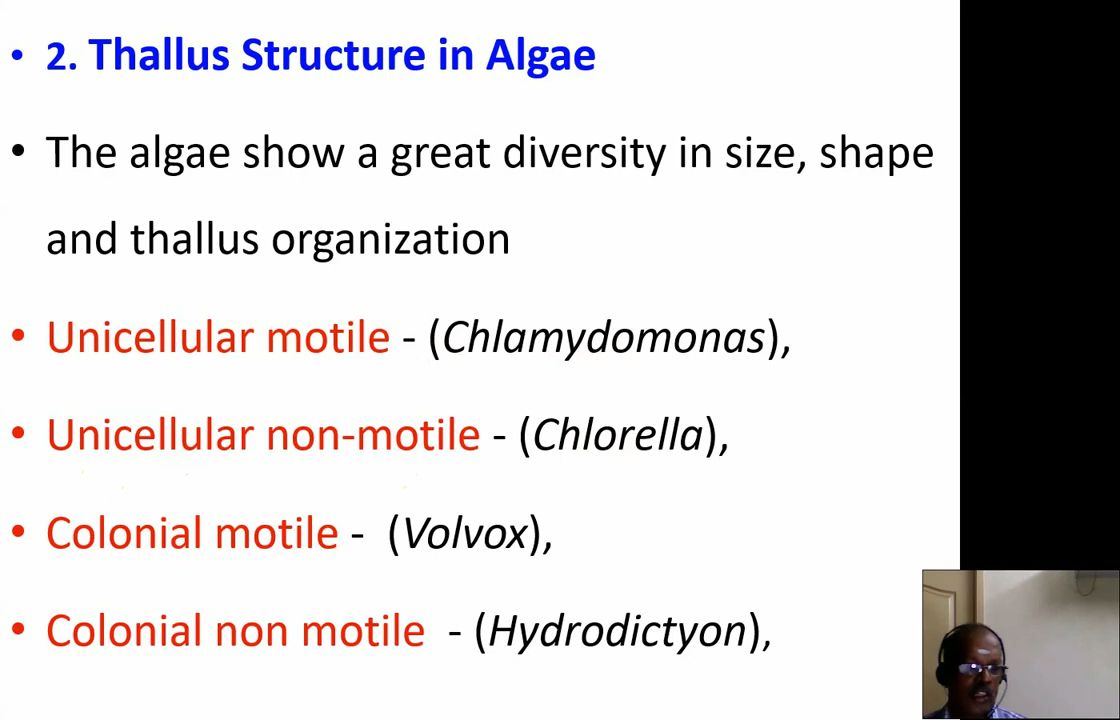 • 2. Thallus Structure in Algae
• The algae show a great diversity in size, shape
and thallus organization
• Unicellular motile - (Chlamydomonas),
• Unicellular non-motile - (Chlorella),
• Colonial motile -  (Volvox),
• Colonial non motile  - (Hydrodictyon),